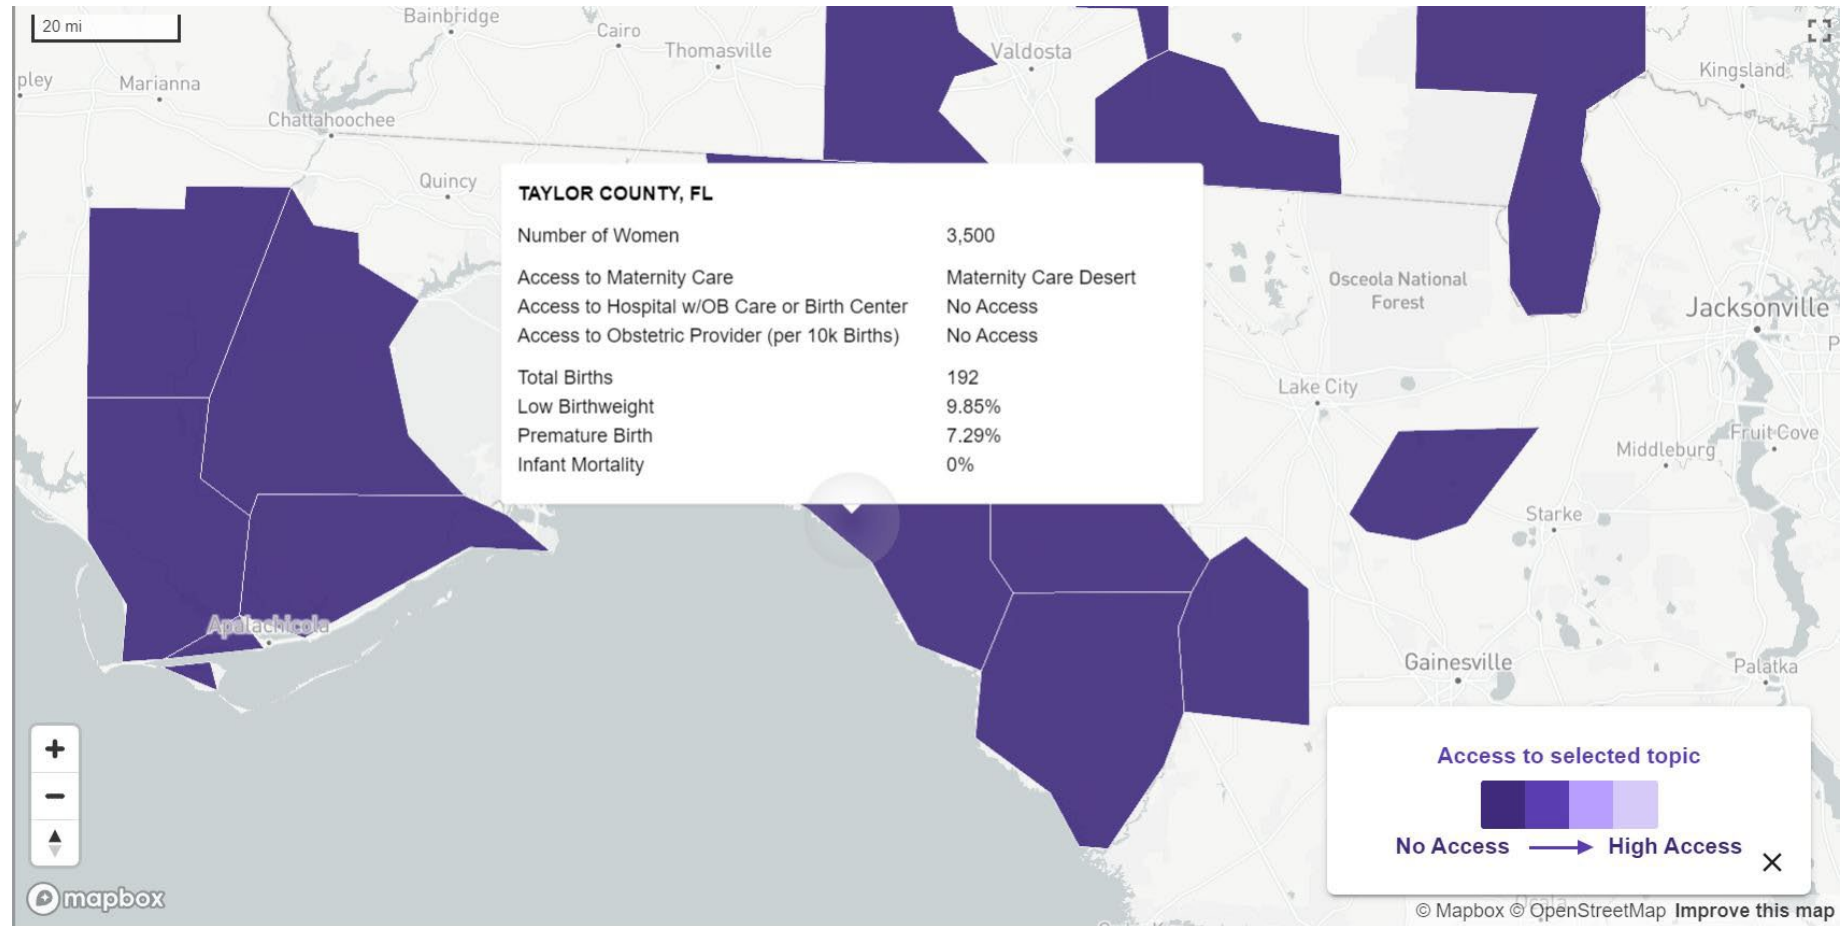 20 mi
Bainbridge
Cairo
Thomasville
Valdosta
Kingsland
pley
Marianna
Chattahoochee
Quincy
TAYLOR COUNTY, FL
Number of Women 3,500
Access to Maternity Care Maternity Care Desert
Access to Hospital w/OB Care or Birth Center No Access
Access to Obstetric Provider (per 10k Births) No Access
Total Births 192
Low Birthweight 9.85%
Premature Birth 7.29%
Infant Mortality 0%
Osceola National
Forest
Jacksonville
P
Lake City
Fruit Cove
Middleburg
Starke
Apalachicola
Gainesville
Palatka
Access to selected topic
No Access High Access
Ocala
mapbox
© Mapbox © OpenStreetMap Improve this map